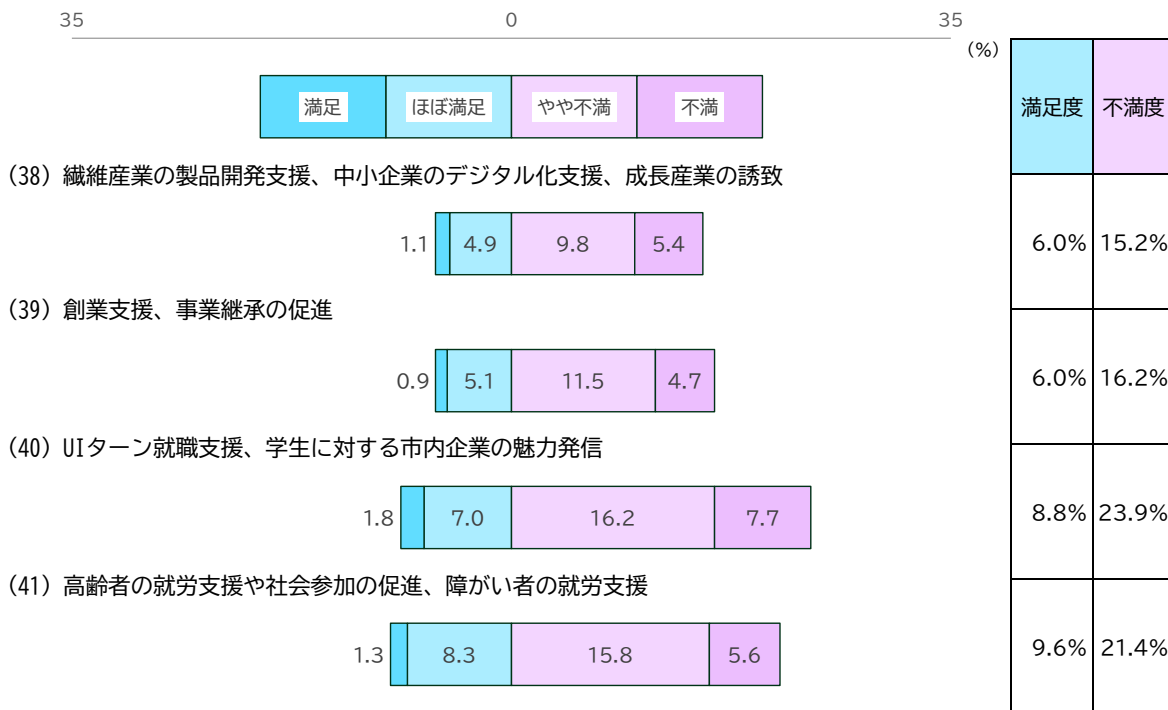 35 0 35
(%)
満足 ほぼ満足 やや不満 不満
満足度 不満度
(38) 繊維産業の製品開発支援、中小企業のデジタル化支援、成長産業の誘致
1.1 4.9 9.8 5.4 6.0% 15.2%
(39) 創業支援、事業継承の促進
0.9 5.1 11.5 4.7 6.0% 16.2%
(40) UIターン就職支援、学生に対する市内企業の魅力発信
1.8 7.0 16.2 7.7 8.8% 23.9%
(41) 高齢者の就労支援や社会参加の促進、障がい者の就労支援
1.3 8.3 15.8 5.6 9.6% 21.4%